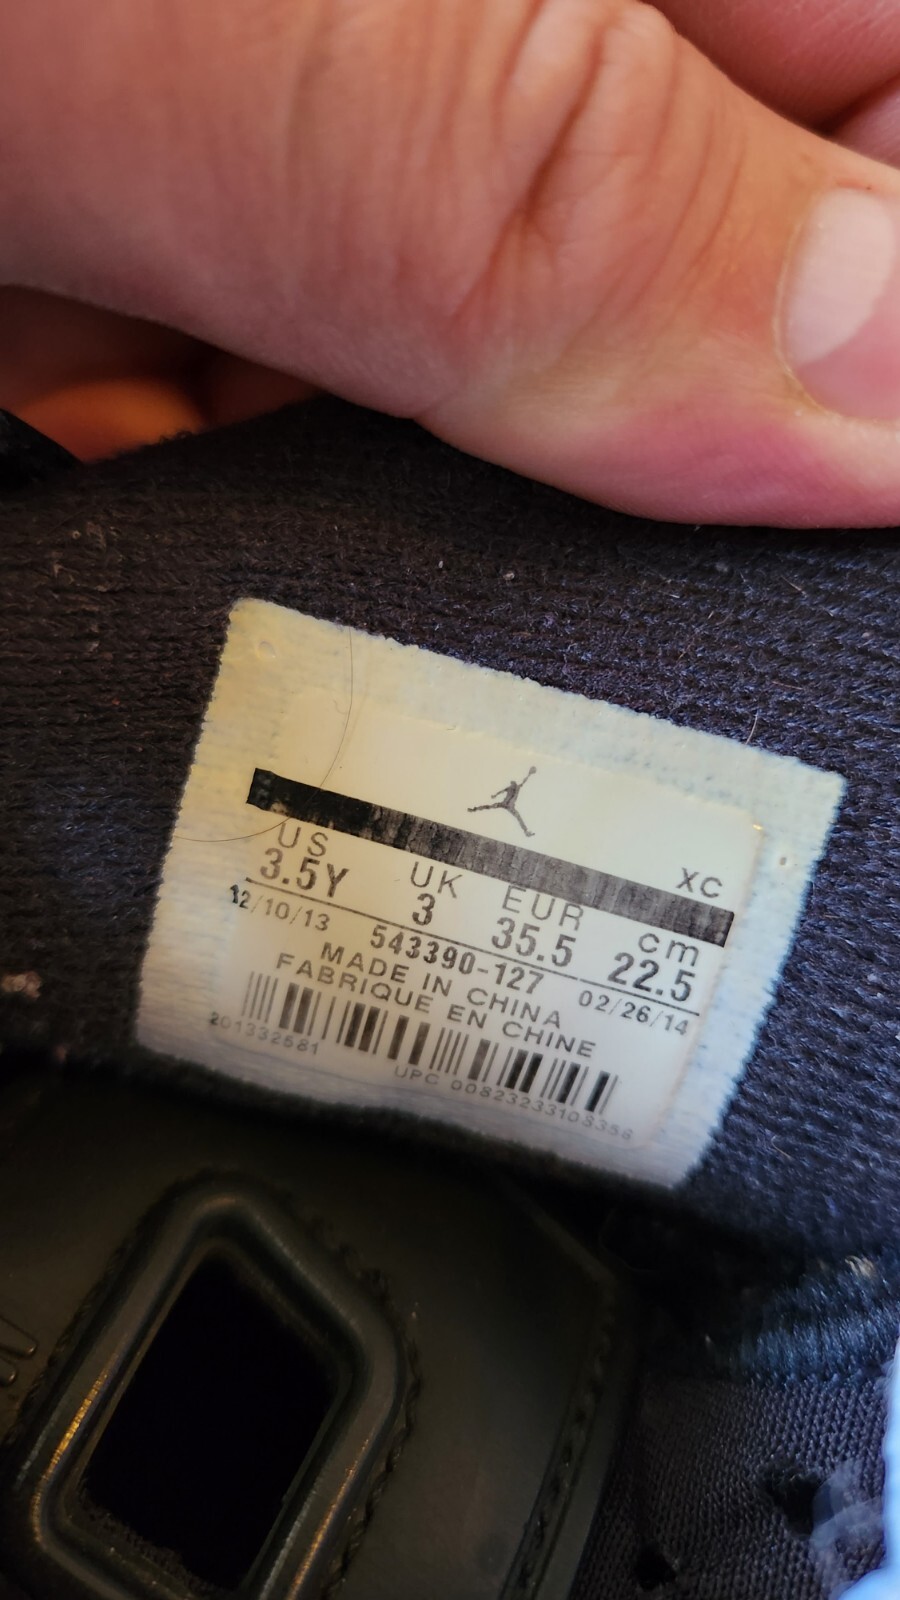 XC
US UK EUR cm
3.5Y 3 35.5 22.5
12/10/13 543390-127 02/26/14
MADE IN CHINA
FABRIQUE EN CHINE
201332581
UPC 00823233103358